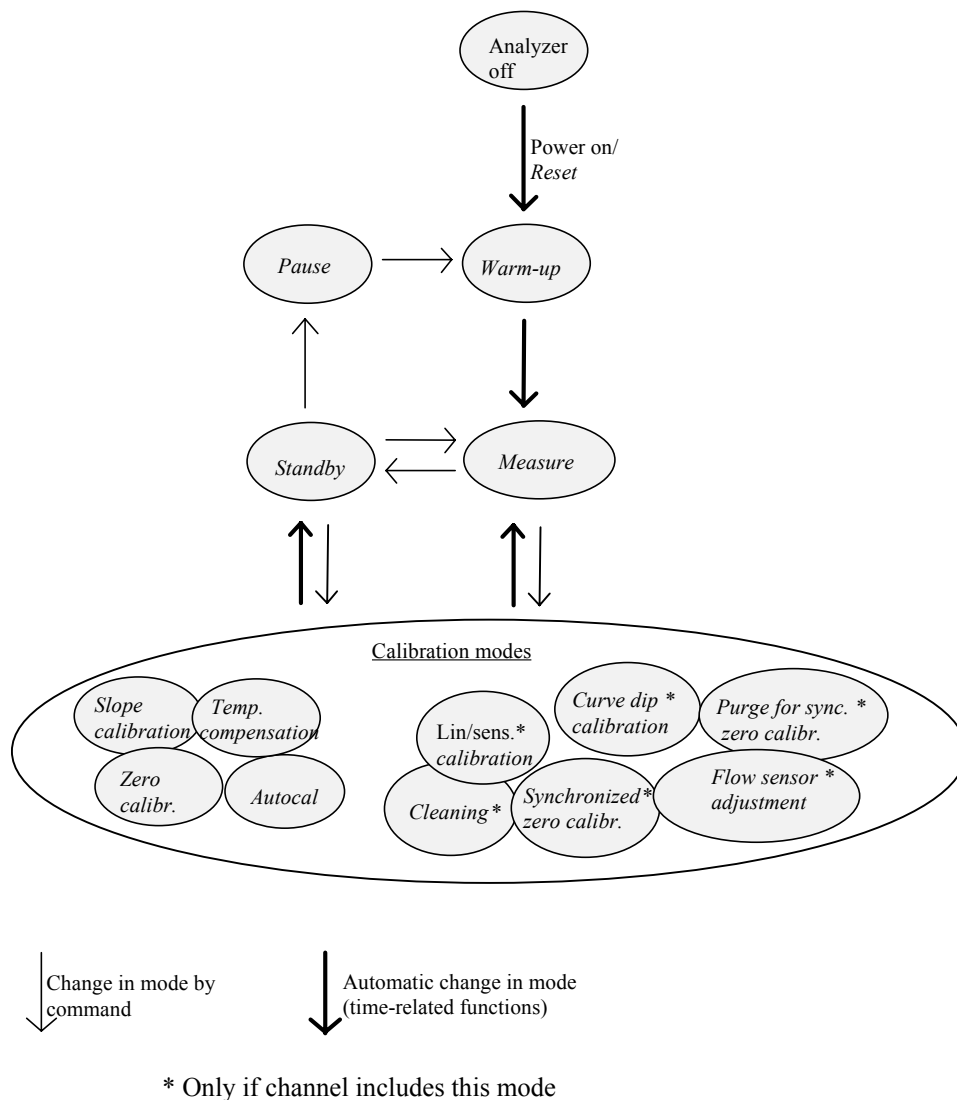 Analyzer
off
Power on/
Reset
Pause
Warm-up
Standby
Measure
Calibration modes
Slope
calibration
Temp.
compensation
Zero
calibr.
Autocal
Lin/sens.*
calibration
Cleaning*
Curve dip *
calibration
Synchronized*
zero calibr.
Purge for sync. *
zero calibr.
Flow sensor *
adjustment
Change in mode by
command
Automatic change in mode
(time-related functions)
* Only if channel includes this mode